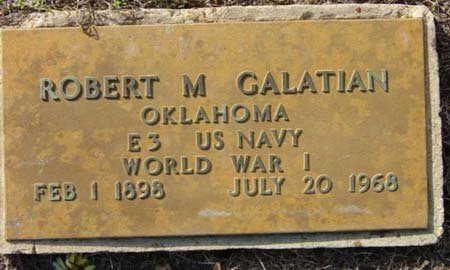 ROBERT M GALATIAN
OKLAHOMA
E3 US NAVY
WORLD WAR I
FEB 1 1898 JULY 20 1968